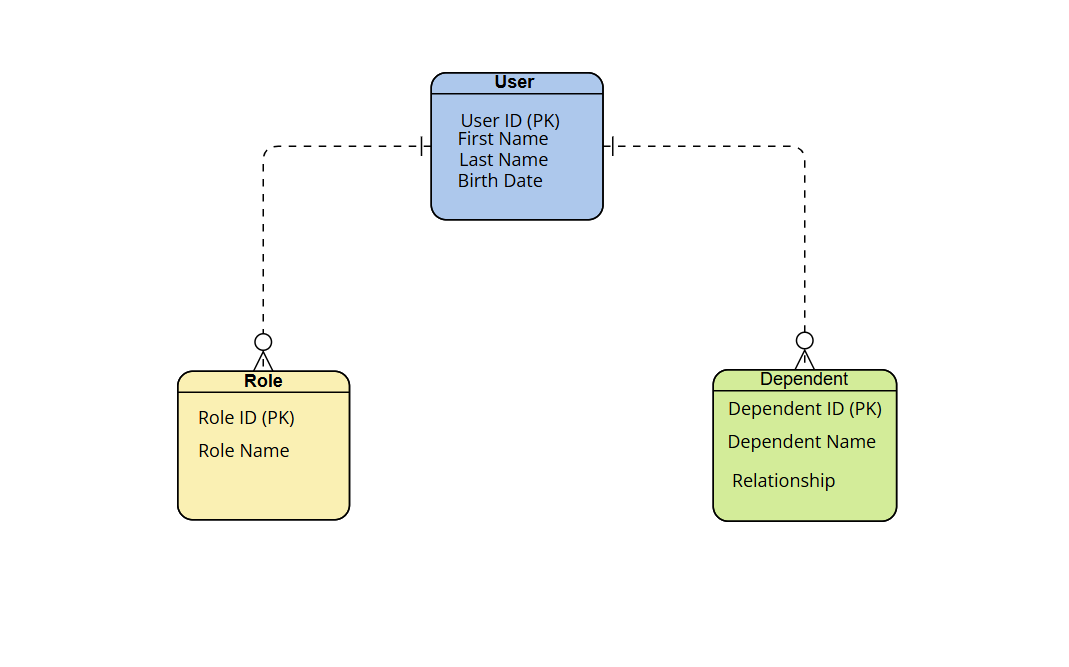 User
User ID (PK)
First Name
Last Name
Birth Date
Role
Role ID (PK)
Role Name
Dependent
Dependent ID (PK)
Dependent Name
Relationship